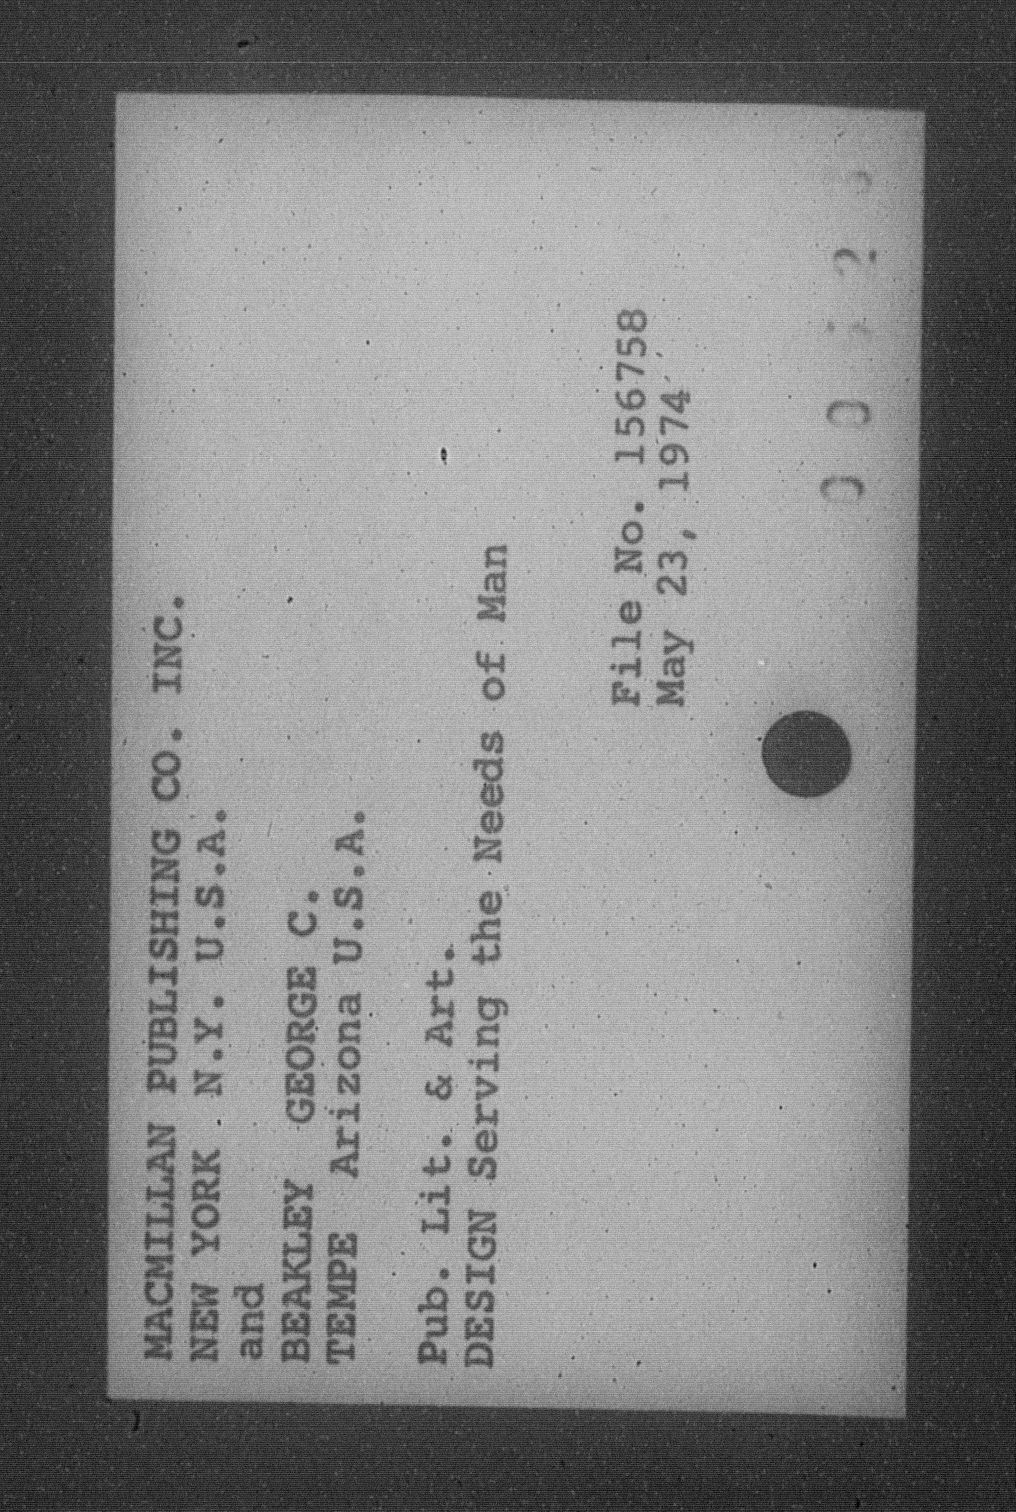 MACMILLAN PUBLISHING CO. INC.
NEW YORK N.Y. U.S.A.
and
BEAKLEY GEORGE C.
TEMPE Arizona U.S.A.
Pub. Lit. & Art.
DESIGN Serving the Needs of Man
File No. 156758
May 23, 1974